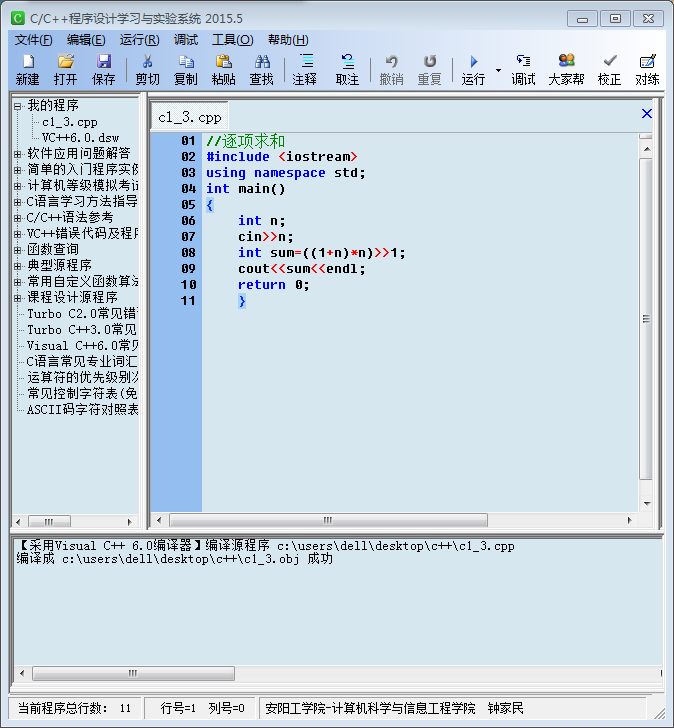 C/C++程序设计学习与实验系统 2015.5
文件(F) 编辑(E) 运行(R) 调试 工具(O) 帮助(H)
新建 打开 保存 剪切 复制 粘贴 查找 注释 取注 撤销 重复 运行 调试 大家帮 校正 对练
我的程序
c1_3.cpp
VC++6.0.dsw
软件应用问题解答
简单的入门程序实例
计算机等级模拟考试
C语言学习方法指导
C/C++语法参考
VC++错误代码及程序
函数查询
典型源程序
常用自定义函数算法
课程设计源程序
Turbo C2.0常见错
Turbo C++3.0常见
Visual C++6.0常见
C语言常见专业词汇
运算符的优先级别次
常见控制字符表(免
ASCII码字符对照表
c1_3.cpp
01 //逐项求和
02 #include <iostream>
03 using namespace std;
04 int main()
05 {
06 int n;
07 cin>>n;
08 int sum=((1+n)*n)>>1;
09 cout<<sum<<endl;
10 return 0;
11 }
【采用Visual C++ 6.0编译器】编译源程序 c:\users\dell\desktop\c++\c1_3.cpp
编译成 c:\users\dell\desktop\c++\c1_3.obj 成功
当前程序总行数: 11 行号=1 列号=0 安阳工学院-计算机科学与信息工程学院 钟家民